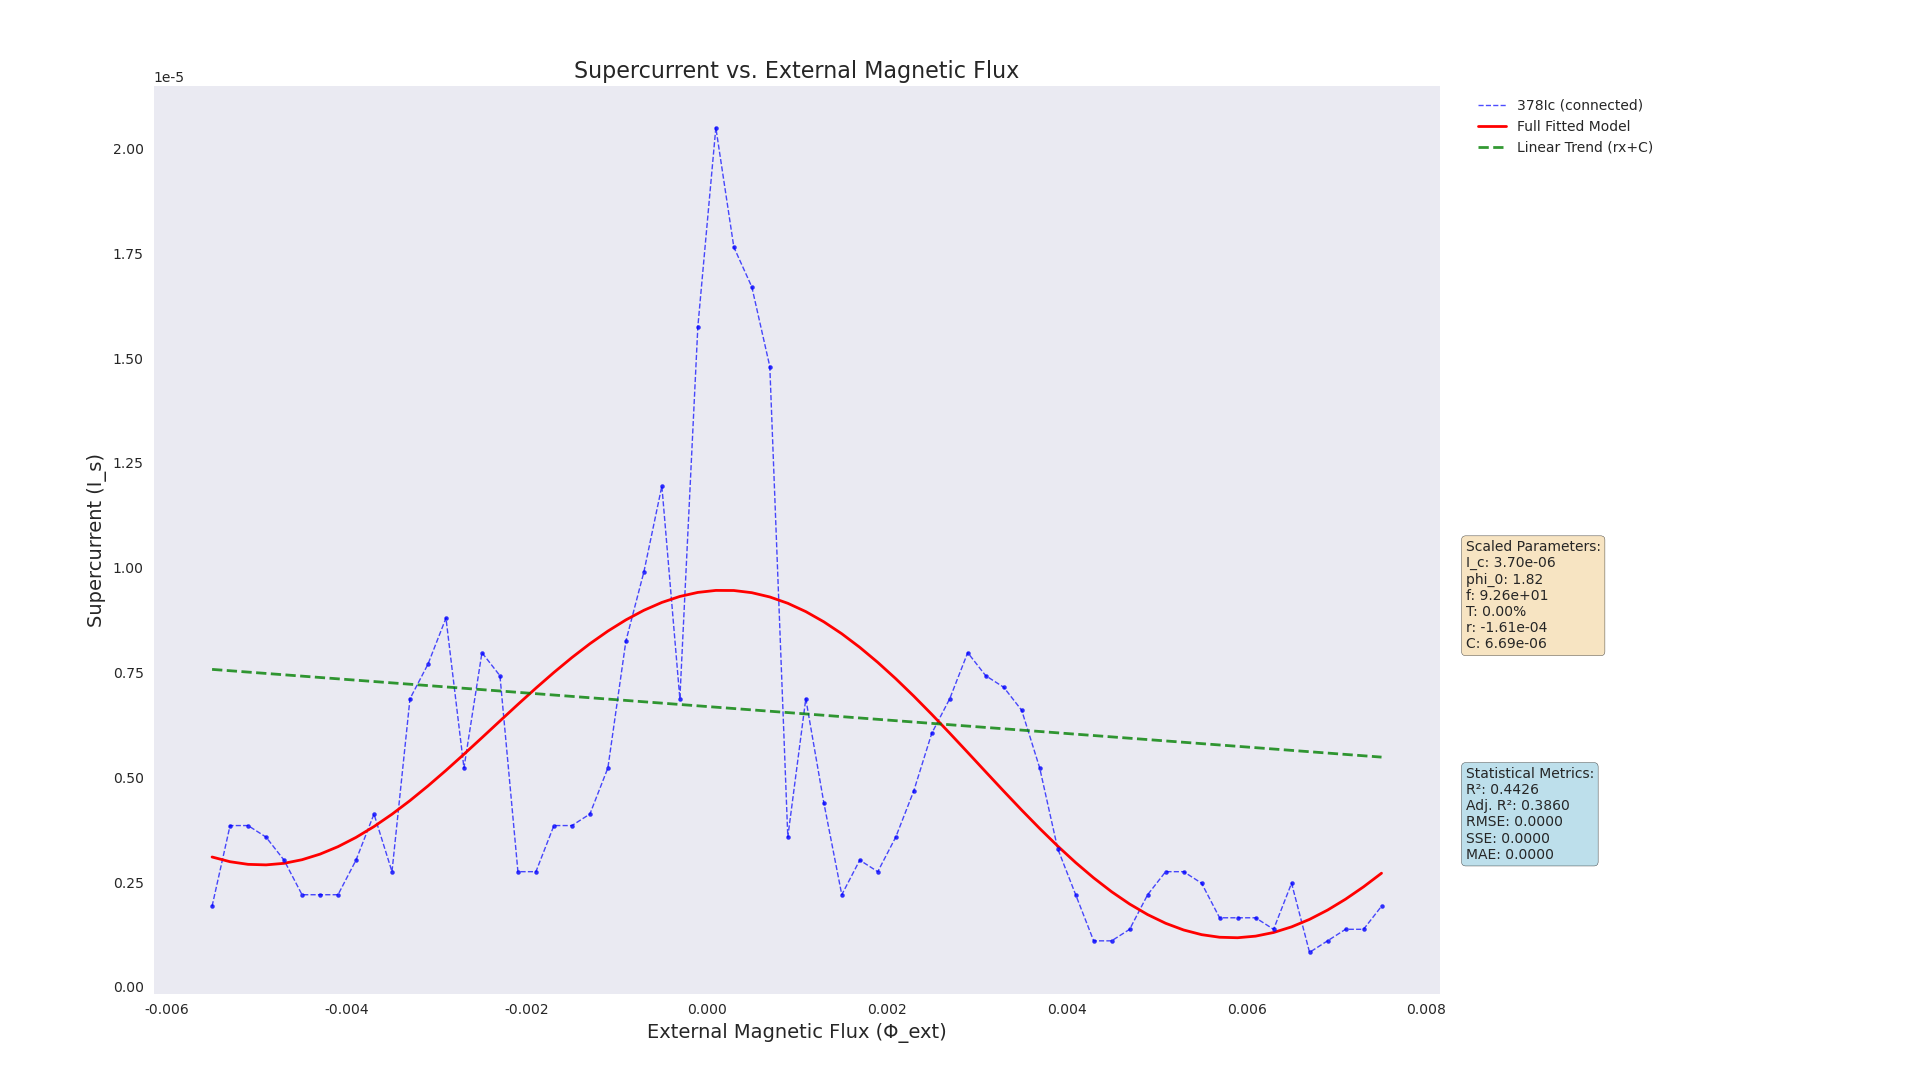 Supercurrent vs. External Magnetic Flux
1e-5
2.00
1.75
1.50
1.25
1.00
0.75
0.50
0.25
0.00
Supercurrent (I_s)
-0.006 -0.004 -0.002 0.000 0.002 0.004 0.006 0.008
External Magnetic Flux (Φ_ext)
378Ic (connected)
Full Fitted Model
Linear Trend (rx+C)
Scaled Parameters:
I_c: 3.70e-06
phi_0: 1.82
f: 9.26e+01
T: 0.00%
r: -1.61e-04
C: 6.69e-06
Statistical Metrics:
R²: 0.4426
Adj. R²: 0.3860
RMSE: 0.0000
SSE: 0.0000
MAE: 0.0000